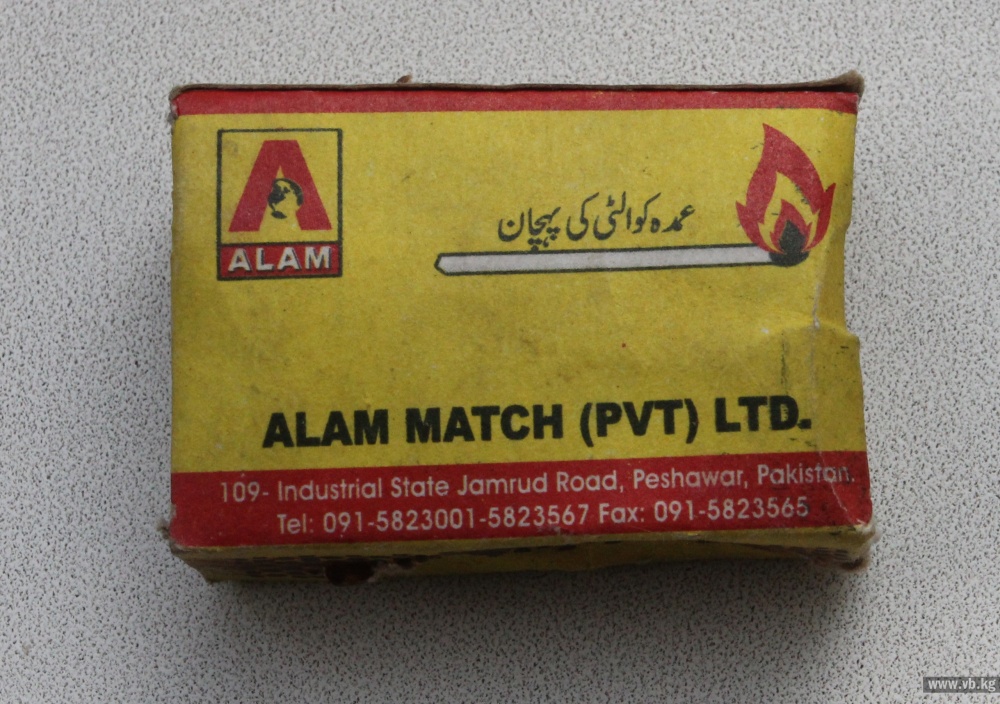 ALAM
عمدہ کوالٹی کی پہچان
ALAM MATCH (PVT) LTD.
109- Industrial State Jamrud Road, Peshawar, Pakistan.
Tel: 091-5823001-5823567 Fax: 091-5823565
www.vb.kg